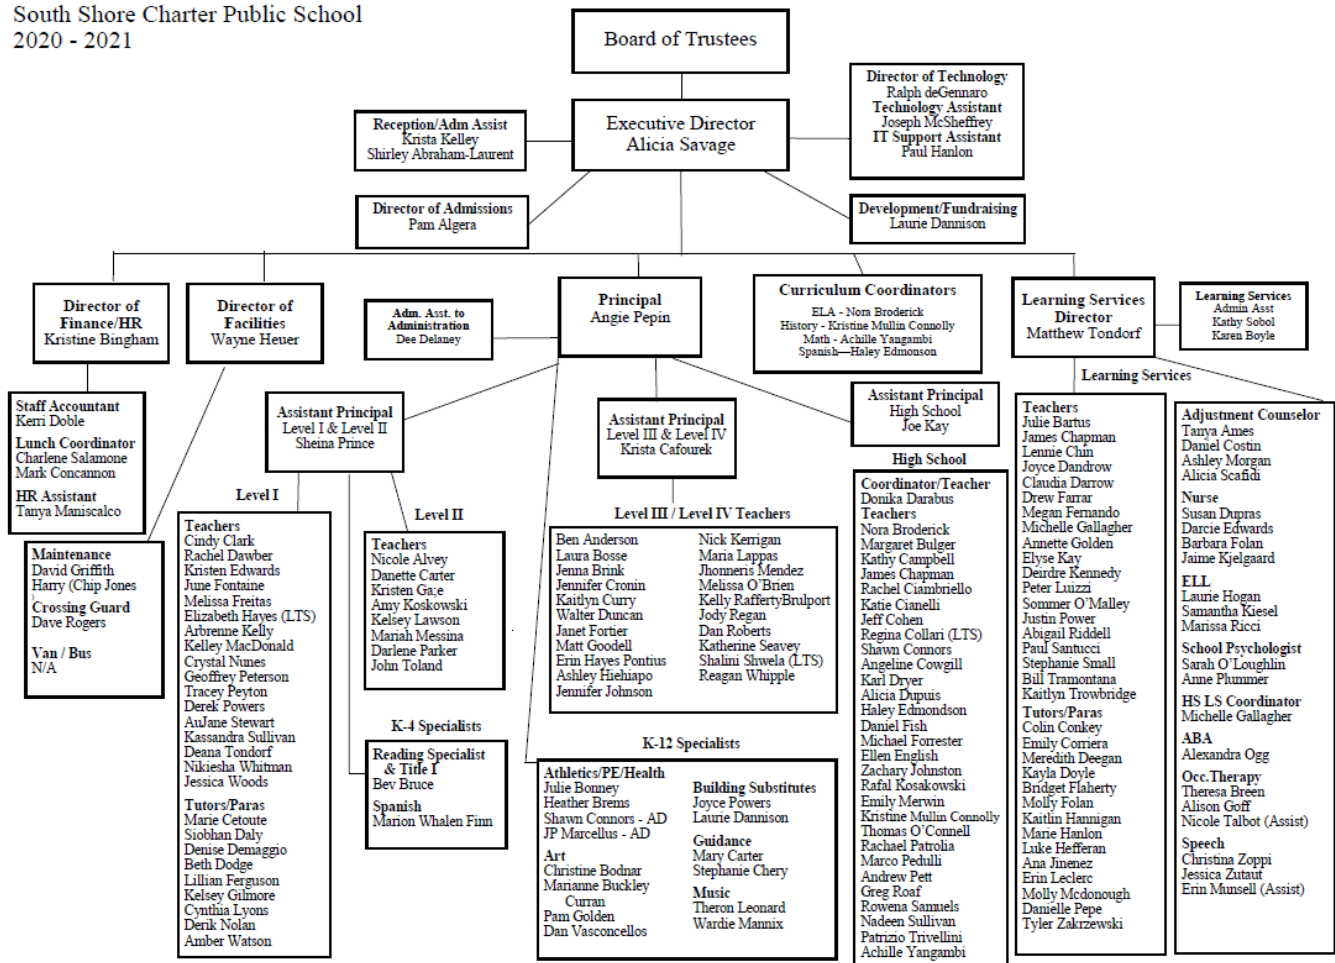 South Shore Charter Public School
2020 - 2021
Board of Trustees
Executive Director
Alicia Savage
Reception/Adm Assist
Krista Kelley
Shirley Abraham-Laurent
Director of Technology
Ralph deGennaro
Technology Assistant
Joseph McSheffrey
IT Support Assistant
Paul Hanlon
Director of Admissions
Pam Algera
Development/Fundraising
Laurie Dannison
Director of
Finance/HR
Kristine Bingham
Director of
Facilities
Wayne Heuer
Adm. Asst. to
Administration
Dee Delaney
Principal
Angie Pepin
Curriculum Coordinators
ELA - Nora Broderick
History - Kristine Mullin Connolly
Math - Achille Yangambi
Spanish—Haley Edmonson
Learning Services
Director
Matthew Tondorf
Learning Services
Admin Asst
Kathy Sobol
Karen Boyle
Staff Accountant
Kerri Doble
Lunch Coordinator
Charlene Salamone
Mark Concannon
HR Assistant
Tanya Maniscalco
Maintenance
David Griffith
Harry (Chip Jones
)
Crossing Guard
Dave Rogers
Van / Bus
N/A
Assistant Principal
Level I & Level II
Sheina Prince
Assistant Principal
Level III & Level IV
Krista Cafourek
Assistant Principal
High School
Joe Kay
Level I
Teachers
Cindy Clark
Rachel Dawber
Kristen Edwards
June Fontaine
Melissa Freitas
Elizabeth Hayes (LTS)
Arbrenne Kelly
Kelley MacDonald
Crystal Nunes
Geoffrey Peterson
Tracey Peyton
Derek Powers
AuJane Stewart
Kassandra Sullivan
Deana Tondorf
Nikiesha Whitman
Jessica Woods
Tutors/Paras
Marie Cetoute
Siobhan Daly
Denise Demaggio
Beth Dodge
Lillian Ferguson
Kelsey Gilmore
Cynthia Lyons
Derik Nolan
Amber Watson
Level II
Teachers
Nicole Alvey
Danette Carter
Kristen Ga;e
Amy Koskowski
Kelsey Lawson
Mariah Messina
Darlene Parker
John Toland
K-4 Specialists
Reading Specialist
& Title I
Bev Bruce
Spanish
Marion Whalen Finn
Level III / Level IV Teachers
Ben Anderson
Laura Bosse
Jenna Brink
Jennifer Cronin
Kaitlyn Curry
Walter Duncan
Janet Fortier
Matt Goodell
Erin Hayes Pontius
Ashley Hiehiapo
Jennifer Johnson
Nick Kerrigan
Maria Lappas
Jhonneris Mendez
Melissa O'Brien
Kelly RaffertyBrulport
Jody Regan
Dan Roberts
Katherine Seavey
Shalini Shwela (LTS)
Reagan Whipple
K-12 Specialists
Athletics/PE/Health
Julie Bonney
Heather Brems
Shawn Connors - AD
JP Marcellus - AD
Art
Christine Bodnar
Marianne Buckley
Curran
Pam Golden
Dan Vasconcellos
Building Substitutes
Joyce Powers
Laurie Dannison
Guidance
Mary Carter
Stephanie Chery
Music
Theron Leonard
Wardie Mannix
High School
Coordinator/Teacher
Donika Darabus
Teachers
Nora Broderick
Margaret Bulger
Kathy Campbell
James Chapman
Rachel Ciambriello
Katie Cianelli
Jeff Cohen
Regina Collari (LTS)
Shawn Connors
Angeline Cowgill
Karl Dryer
Alicia Dupuis
Haley Edmondson
Daniel Fish
Michael Forrester
Ellen English
Zachary Johnston
Rafal Kosakowski
Emily Merwin
Kristine Mullin Connolly
Thomas O'Connell
Rachael Patrolia
Marco Pedulli
Andrew Pett
Greg Roaf
Rowena Samuels
Nadeen Sullivan
Patrizio Trivellini
Achille Yangambi
Learning Services
Teachers
Julie Bartus
James Chapman
Lennie Chin
Joyce Dandrow
Claudia Darrow
Drew Farrar
Megan Fernando
Michelle Gallagher
Annette Golden
Elyse Kay
Deirdre Kennedy
Peter Luizzi
Sommer O'Malley
Justin Power
Abigail Riddell
Paul Santucci
Stephanie Small
Bill Tramontana
Kaitlyn Trowbridge
Tutors/Paras
Colin Conkey
Emily Corriera
Meredith Deegan
Kayla Doyle
Bridget Flaherty
Molly Folan
Kaitlin Hannigan
Marie Hanlon
Luke Hefferan
Ana Jinenez
Erin Leclerc
Molly Mcdonough
Danielle Pepe
Tyler Zakrzewski
Adjustment Counselor
Tanya Ames
Daniel Costin
Ashley Morgan
Alicia Scafidi
Nurse
Susan Dupras
Darcie Edwards
Barbara Folan
Jaime Kjelgaard
ELL
Laurie Hogan
Samantha Kiesel
Marissa Ricci
School Psychologist
Sarah O'Loughlin
Anne Plummer
HS LS Coordinator
Michelle Gallagher
ABA
Alexandra Ogg
Occ.Therapy
Theresa Breen
Alison Goff
Nicole Talbot (Assist)
Speech
Christina Zoppi
Jessica Zutaut
Erin Munsell (Assist)